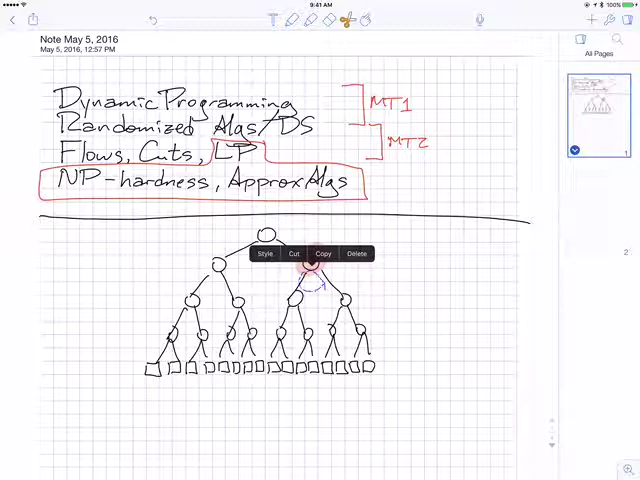 9:41 AM
100%
Note May 5, 2016
May 5, 2016, 12:57 PM
All Pages
Dynamic Programming
Randomized Algs/DS
MT1
Flows, Cuts, LP
MT2
NP-hardness, Approx Algs
Style Cut Copy Delete
1
2